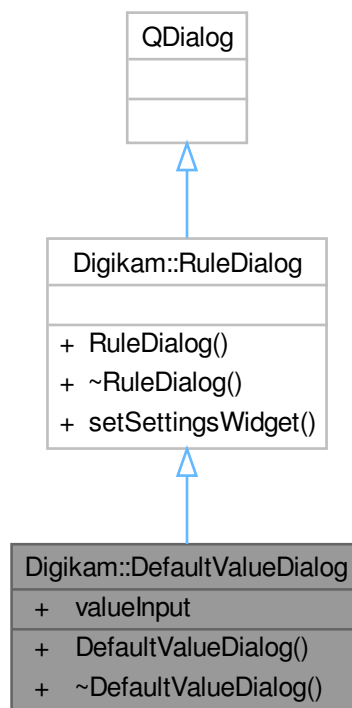 QDialog
Digikam::RuleDialog
+ RuleDialog()
+ ~RuleDialog()
+ setSettingsWidget()
Digikam::DefaultValueDialog
+ valueInput
+ DefaultValueDialog()
+ ~DefaultValueDialog()